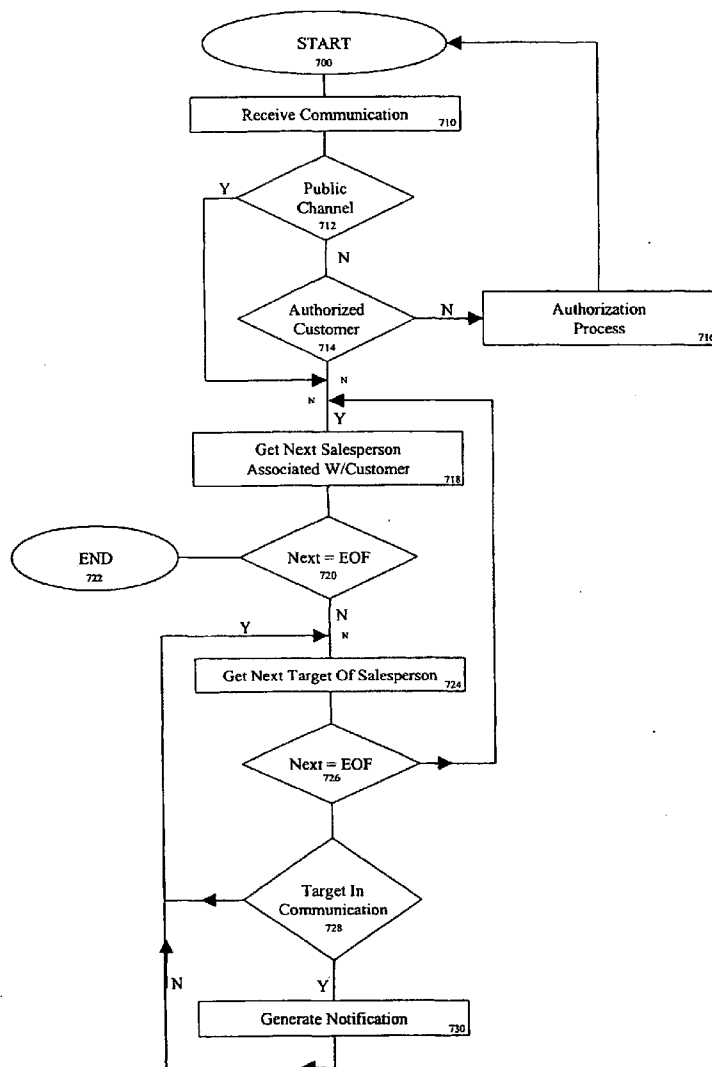 START
700
Receive Communication
710
Y
Public
Channel
712
N
Authorized
Customer
714
N
Authorization
Process
716
N
N
Y
Get Next Salesperson
Associated W/Customer
718
END
722
Next = EOF
720
N
Y
N
Get Next Target Of Salesperson
724
Next = EOF
726
Target In
Communication
728
N
Y
Generate Notification
730